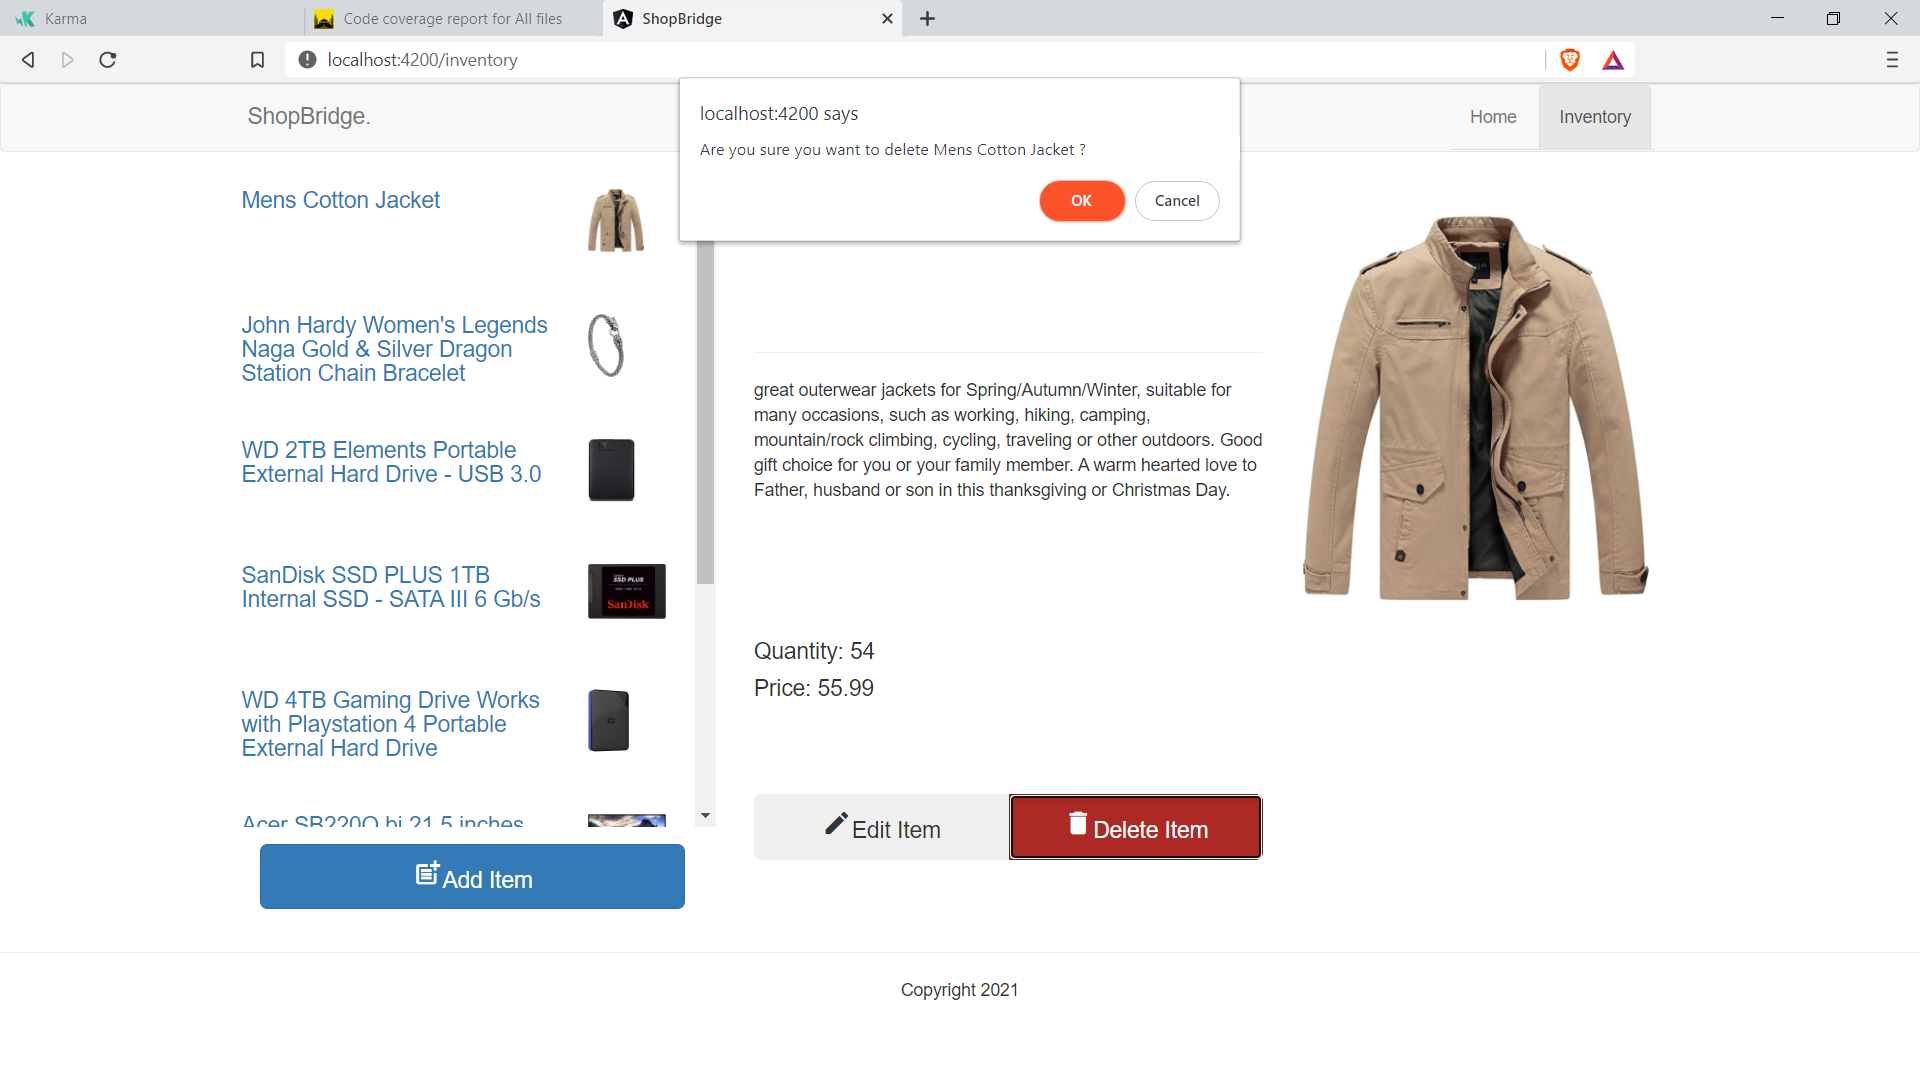 Karma
Code coverage report for All files
ShopBridge
localhost:4200/inventory
localhost:4200 says
Are you sure you want to delete Mens Cotton Jacket ?
OK
Cancel
ShopBridge.
Home
Inventory
Mens Cotton Jacket
John Hardy Women's Legends
Naga Gold & Silver Dragon
Station Chain Bracelet
WD 2TB Elements Portable
External Hard Drive - USB 3.0
SanDisk SSD PLUS 1TB
Internal SSD - SATA III 6 Gb/s
SSD PLUS
SanDisk
WD 4TB Gaming Drive Works
with Playstation 4 Portable
External Hard Drive
Acer SB220Q bi 21.5 inches
Add Item
great outerwear jackets for Spring/Autumn/Winter, suitable for
many occasions, such as working, hiking, camping,
mountain/rock climbing, cycling, traveling or other outdoors. Good
gift choice for you or your family member. A warm hearted love to
Father, husband or son in this thanksgiving or Christmas Day.
Quantity: 54
Price: 55.99
Edit Item
Delete Item
Copyright 2021